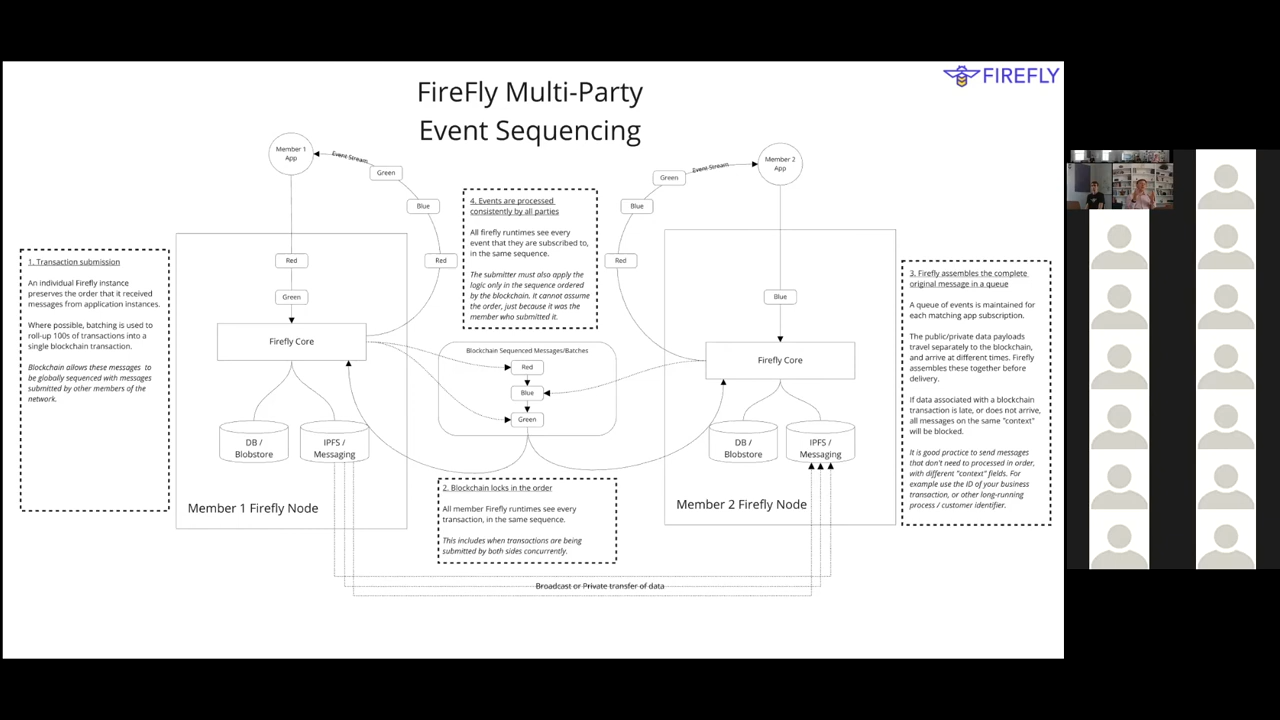 FIREFLY
FireFly Multi-Party
Event Sequencing
Member 1
App
Event Stream
Green
Blue
Red
Red
Green
Firefly Core
DB /
Blobstore
IPFS /
Messaging
Member 1 Firefly Node
1. Transaction submission
An individual Firefly instance
preserves the order that it received
messages from application instances.
Where possible, batching is used to
roll-up 100s of transactions into a
single blockchain transaction.
Blockchain allows these messages to
be globally sequenced with messages
submitted by other members of the
network.
4. Events are processed
consistently by all parties
All firefly runtimes see every
event that they are subscribed to,
in the same sequence.
The submitter must also apply the
logic only in the sequence ordered
by the blockchain. It cannot assume
the order, just because it was the
member who submitted it.
Blockchain Sequenced Messages/Batches
Red
Blue
Green
2. Blockchain locks in the order
All member Firefly runtimes see every
transaction, in the same sequence.
This includes when transactions are being
submitted by both sides concurrently.
Broadcast or Private transfer of data
Member 2
App
Event Stream
Green
Blue
Red
Blue
Firefly Core
DB /
Blobstore
IPFS /
Messaging
Member 2 Firefly Node
3. Firefly assembles the complete
original message in a queue
A queue of events is maintained for
each matching app subscription.
The public/private data payloads
travel separately to the blockchain,
and arrive at different times. Firefly
assembles these together before
delivery.
If data associated with a blockchain
transaction is late, or does not arrive,
all messages on the same "context"
will be blocked.
It is good practice to send messages
that don't need to processed in order,
with different "context" fields. For
example use the ID of your business
transaction, or other long-running
process / customer identifier.